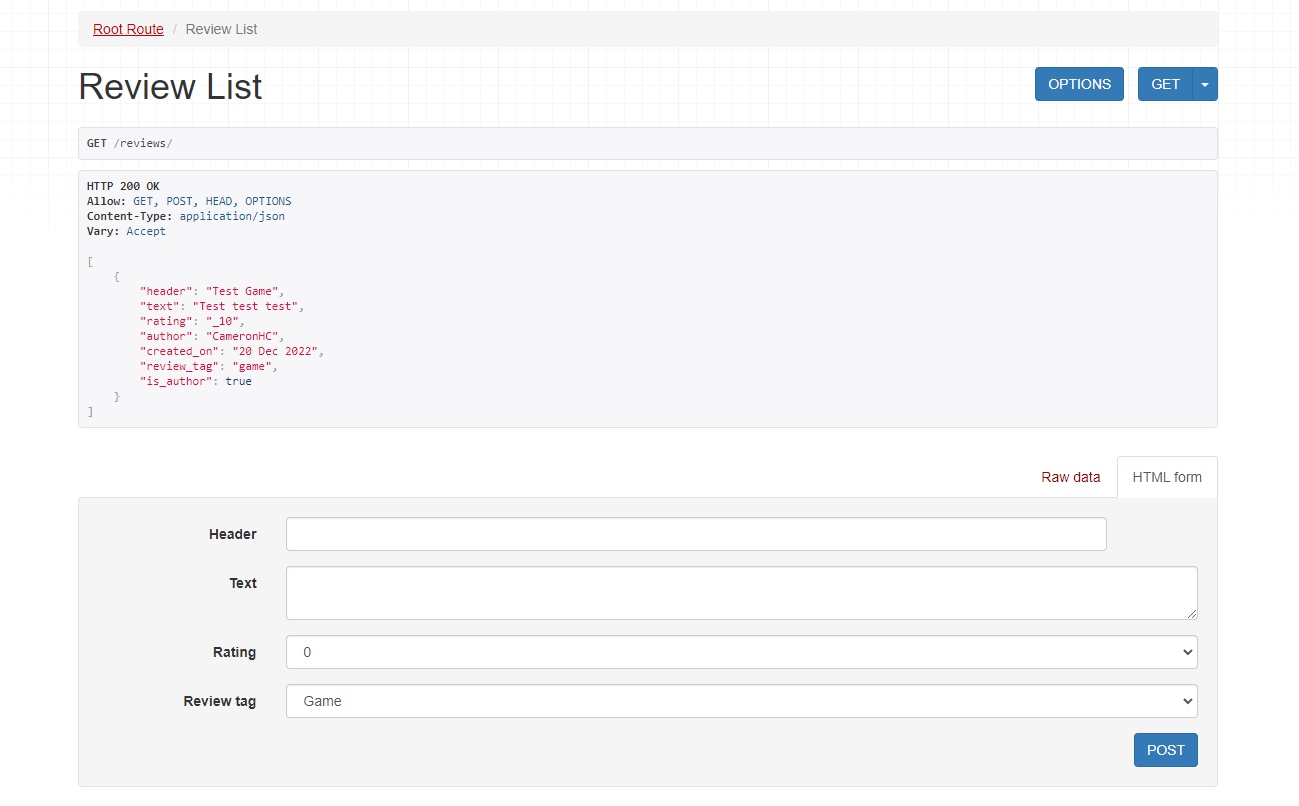 Root Route / Review List
Review List
OPTIONS
GET
GET /reviews/
HTTP 200 OK
Allow: GET, POST, HEAD, OPTIONS
Content-Type: application/json
Vary: Accept
[
    {
        "header": "Test Game",
        "text": "Test test test",
        "rating": "_10",
        "author": "CameronHC",
        "created_on": "20 Dec 2022",
        "review_tag": "game",
        "is_author": true
    }
]
Raw data
HTML form
Header
Text
Rating
0
Review tag
Game
POST